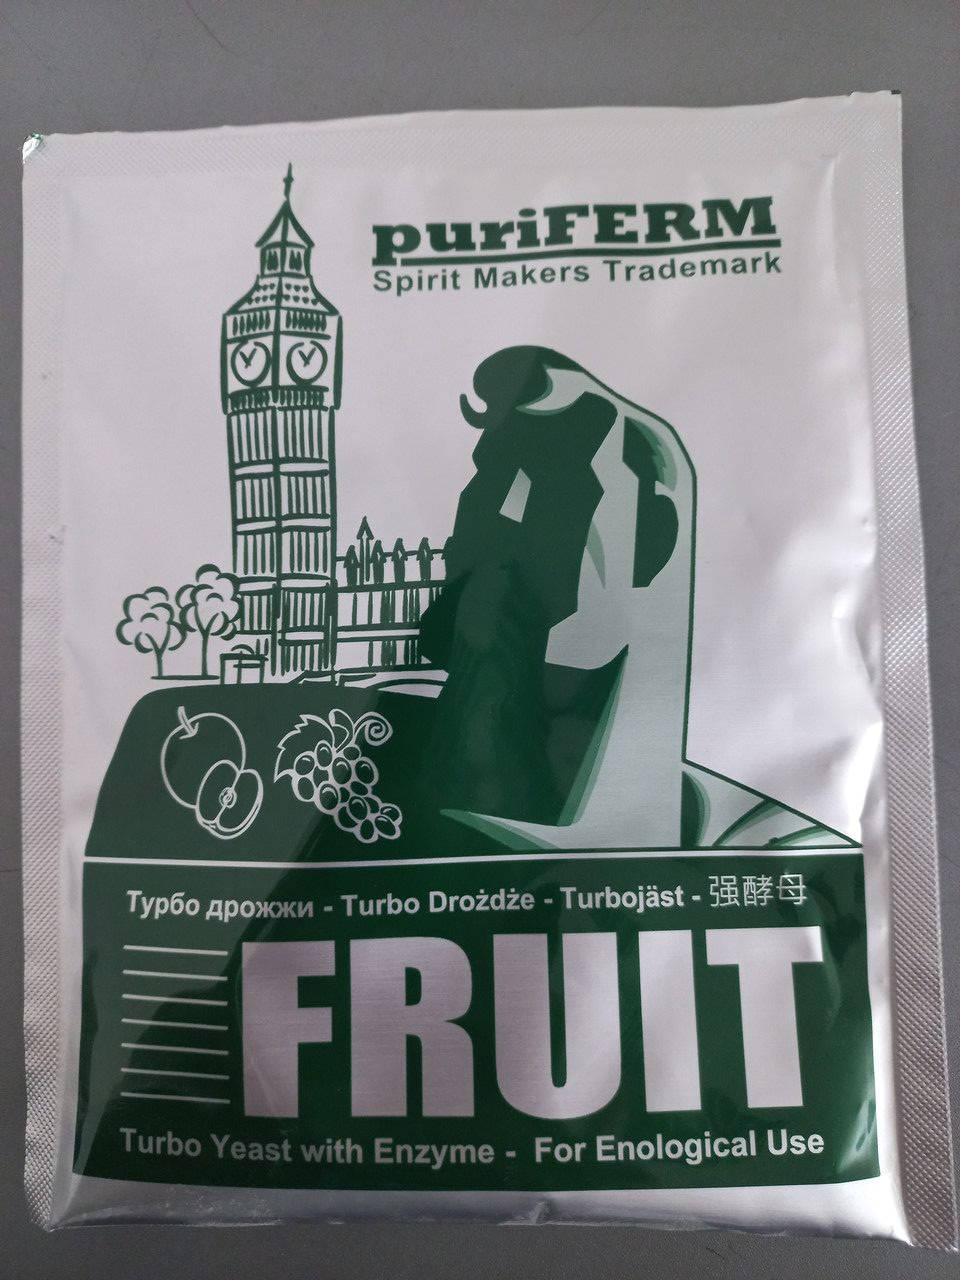 puriFERM
Spirit Makers Trademark
Турбо дрожжи - Turbo Drożdże - Turbojäst - 强酵母
FRUIT
Turbo Yeast with Enzyme - For Enological Use